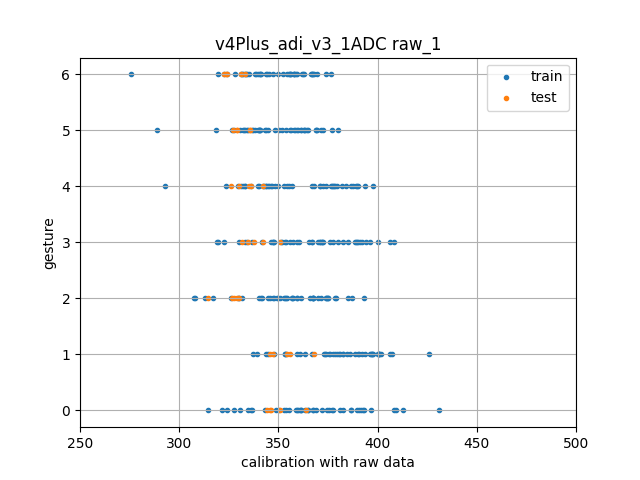 v4Plus_adi_v3_1ADC raw_1
train
test
6
5
4
3
2
1
0
gesture
250 300 350 400 450 500
calibration with raw data